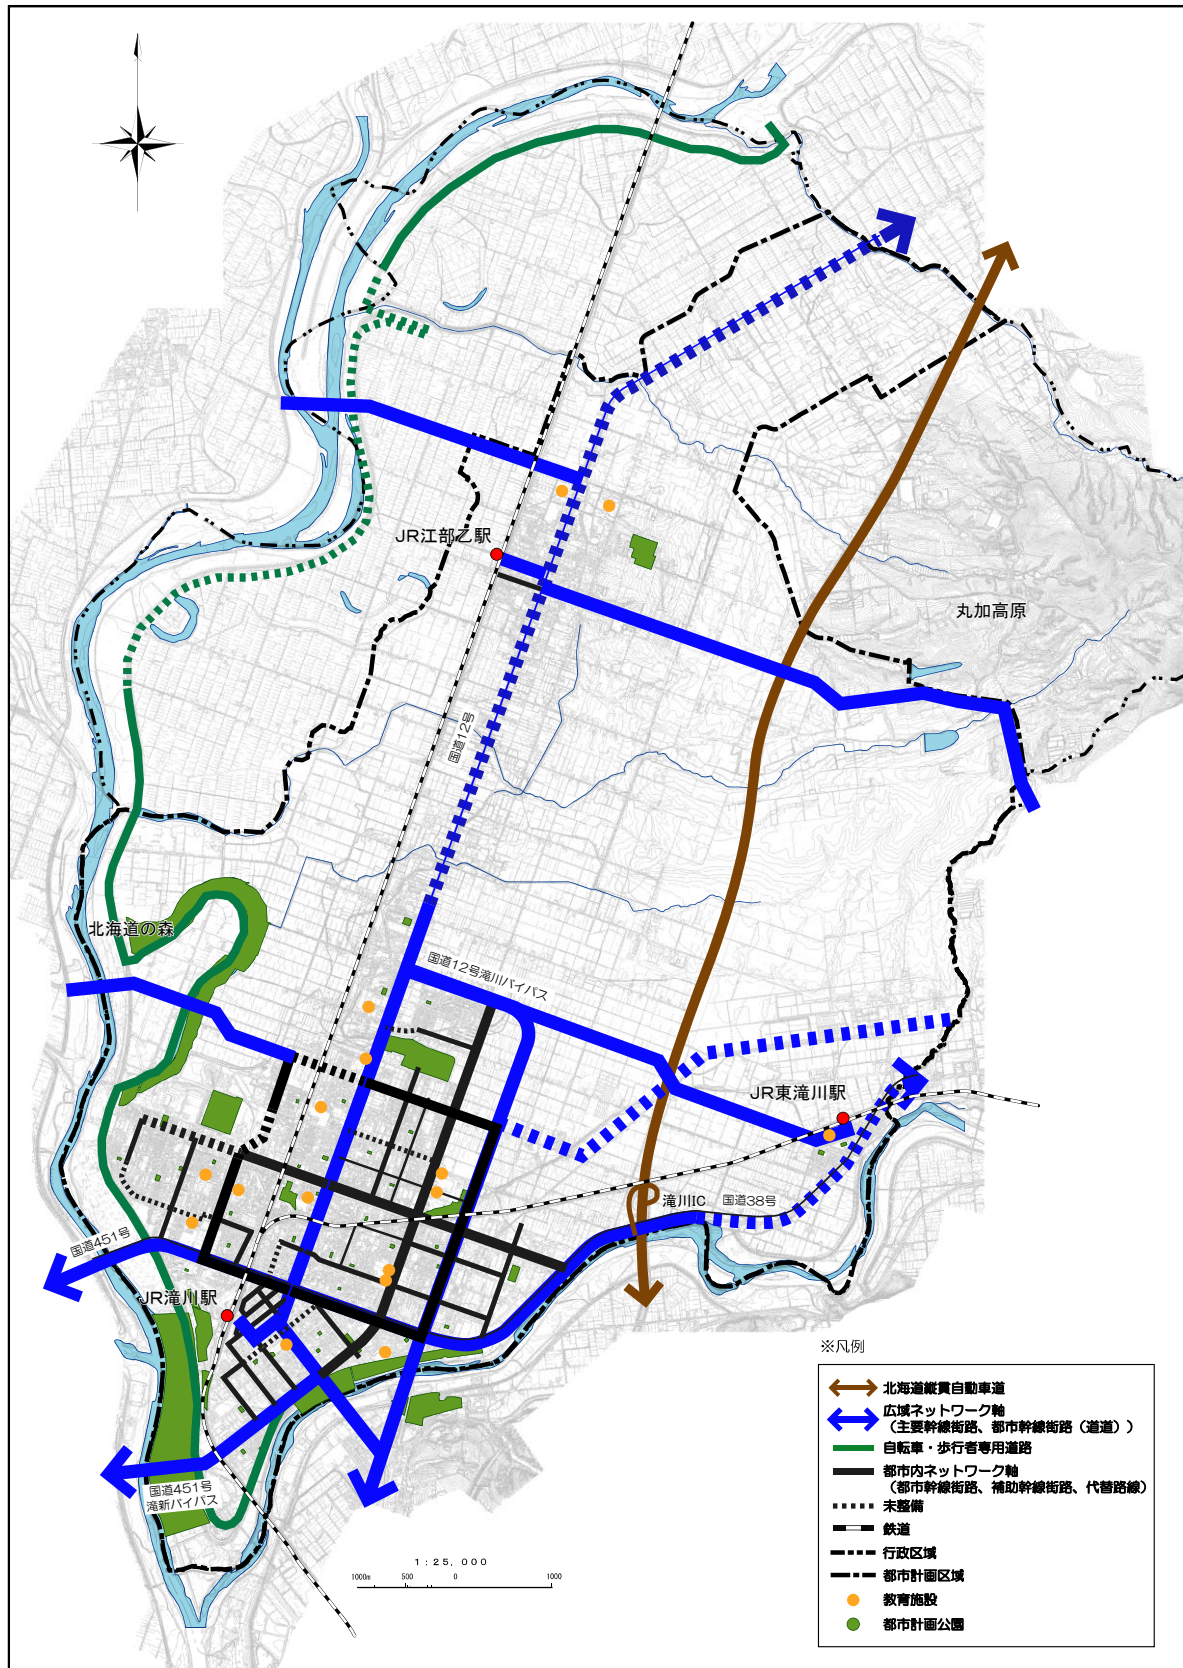 JR江部乙駅
丸加高原
国道12号
北海道の森
国道12号滝川バイパス
JR東滝川駅
滝川IC
国道38号
国道451号
JR滝川駅
国道451号
滝新バイパス
1:25,000
1000m 500 0 1000
※凡例
北海道縦貫自動車道
広域ネットワーク軸
(主要幹線街路、都市幹線街路(道道))
自転車・歩行者専用道路
都市内ネットワーク軸
(都市幹線街路、補助幹線街路、代替路線)
未整備
鉄道
行政区域
都市計画区域
教育施設
都市計画公園